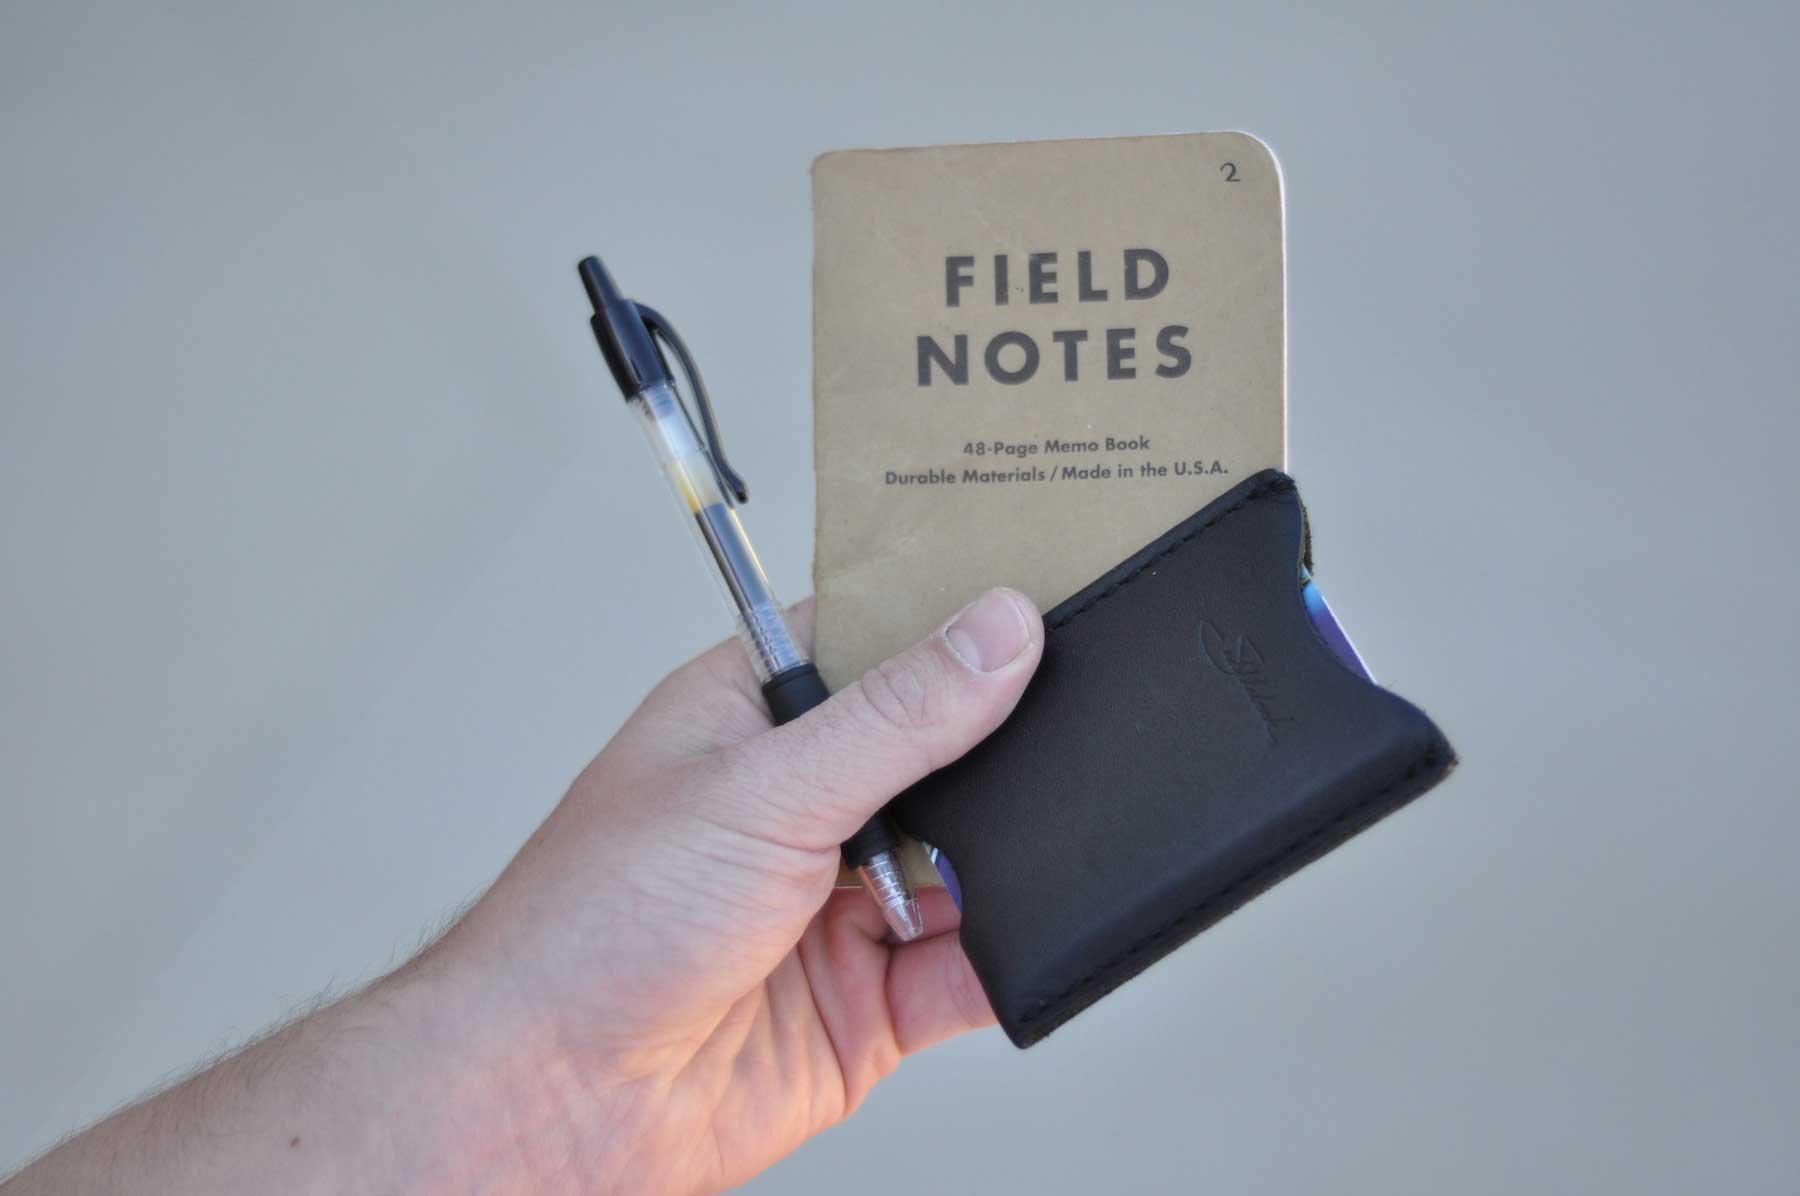 2
FIELD
NOTES
48-Page Memo Book
Durable Materials / Made in the U.S.A.